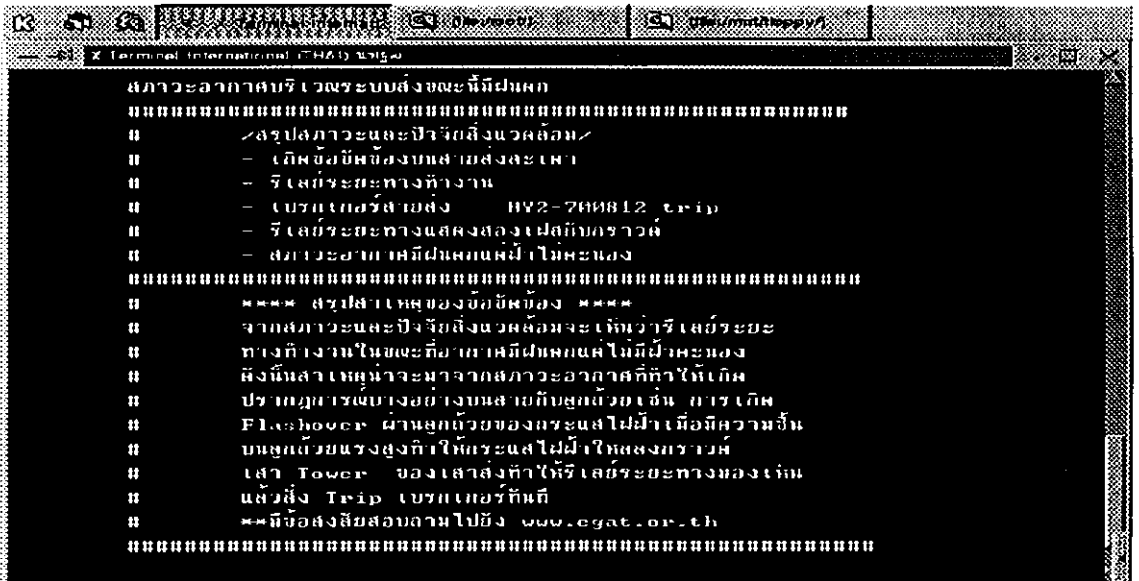 (/dev/mnt/floppy/)
Terminal International (THAI)
สภาวะอากาศบริเวณระบบส่งขณะนี้มีฝนตก
##################################################
# /สรุปสภาวะและปัจจัยสิ่งแวดล้อม/
# - เกิดข้อขัดข้องบนสายส่งสะเดา
# - รีเลย์ระยะทางทำงาน
# - เบรกเกอร์สายส่ง trip
# - รีเลย์ระยะทางแสดงสองเฟสกับกราวด์
# - สภาวะอากาศมีฝนตกแต่ฟ้าไม่คะนอง
###################################################
# **** สรุปสาเหตุของข้อขัดข้อง ****
# จากสภาวะและปัจจัยสิ่งแวดล้อมจะเห็นว่ารีเลย์ระยะ
# ทางทำงานในขณะที่อากาศมีฝนตกแต่ไม่มีฟ้าคะนอง
# ดังนั้นสาเหตุน่าจะมาจากสภาวะอากาศที่ทำให้เกิด
# ปรากฏการณ์บางอย่างบนสายกับลูกถ้วยเช่น การเกิด
# Flashover ผ่านลูกถ้วยของกระแสไฟฟ้าเมื่อมีความชื้น
# บนลูกถ้วยแรงสูงทำให้กระแสไฟฟ้าไหลลงกราวด์
# เสา Tower ของเสาส่งทำให้รีเลย์ระยะทางมองเห็น
# แล้วสั่ง Trip เบรกเกอร์ทันที
# **มีข้อสงสัยสอบถามไปยัง www.egat.or.th
####################################################